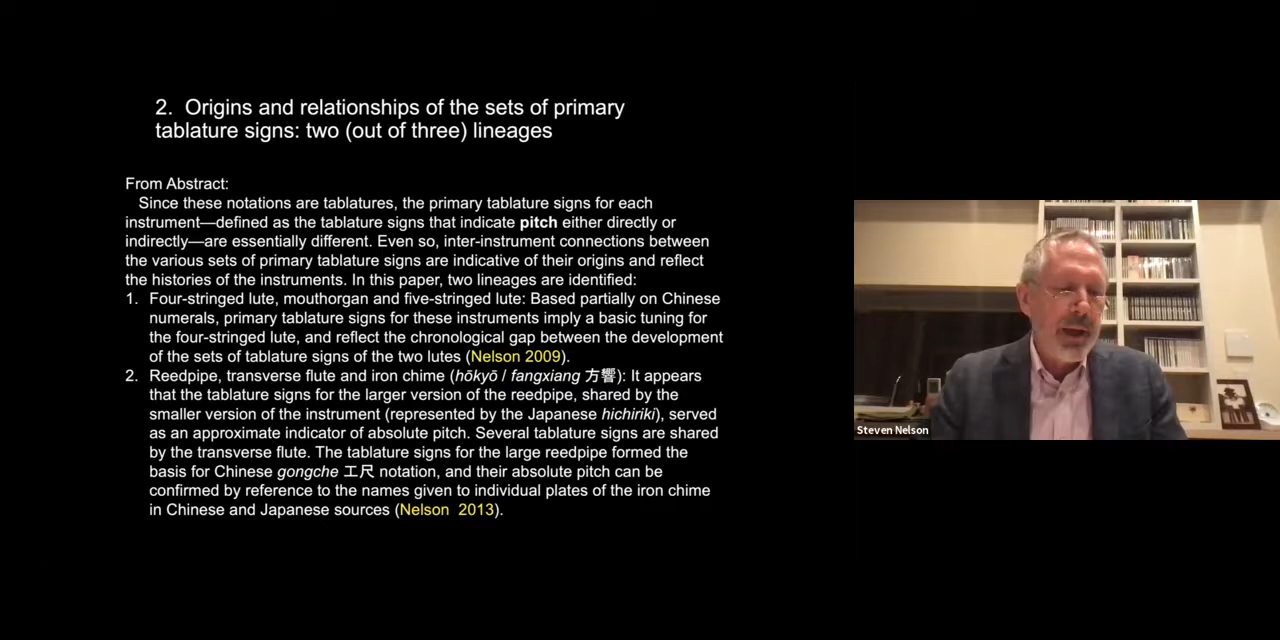 2. Origins and relationships of the sets of primary
tablature signs: two (out of three) lineages
From Abstract:
Since these notations are tablatures, the primary tablature signs for each
instrument—defined as the tablature signs that indicate pitch either directly or
indirectly—are essentially different. Even so, inter-instrument connections between
the various sets of primary tablature signs are indicative of their origins and reflect
the histories of the instruments. In this paper, two lineages are identified:
1. Four-stringed lute, mouthorgan and five-stringed lute: Based partially on Chinese
numerals, primary tablature signs for these instruments imply a basic tuning for
the four-stringed lute, and reflect the chronological gap between the development
of the sets of tablature signs of the two lutes (Nelson 2009).
2. Reedpipe, transverse flute and iron chime (hōkyō / fangxiang 方響): It appears
that the tablature signs for the larger version of the reedpipe, shared by the
smaller version of the instrument (represented by the Japanese hichiriki), served
as an approximate indicator of absolute pitch. Several tablature signs are shared
by the transverse flute. The tablature signs for the large reedpipe formed the
basis for Chinese gongche 工尺 notation, and their absolute pitch can be
confirmed by reference to the names given to individual plates of the iron chime
in Chinese and Japanese sources (Nelson 2013).
Steven Nelson